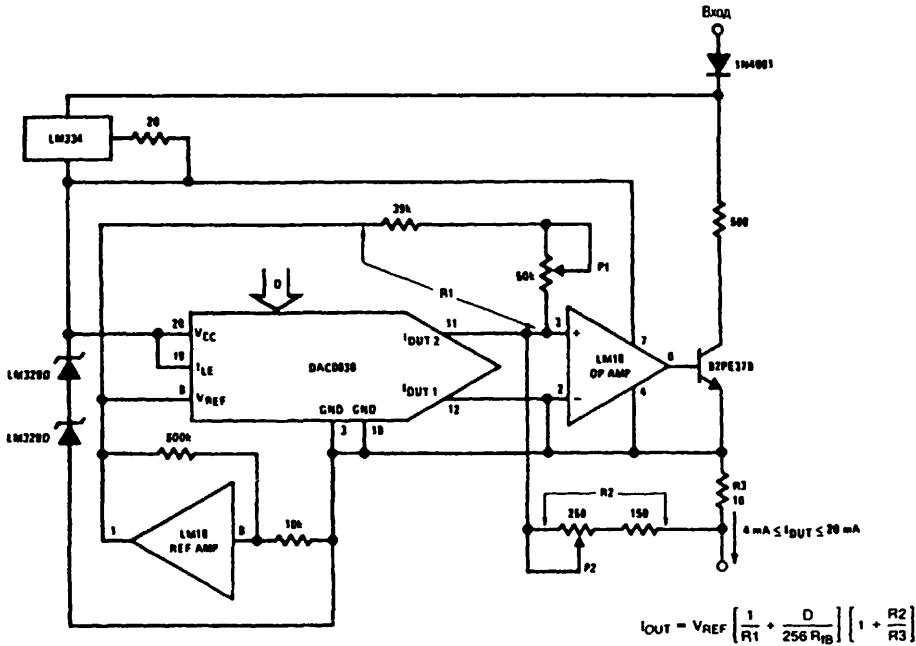 Вход
1N4001
LM334
20
39k
500
50k
P1
R1
D
20
VCC
19
ILE
8
VREF
DAC0830
IOUT 2
11
IOUT 1
12
GND
3
GND
10
LM329D
LM329D
3
+
2
−
LM10
OP AMP
7
6
4
92PE37B
500k
1
LM10
REF AMP
8
10k
R2
250
150
P2
R3
10
4 mA ≤ IOUT ≤ 20 mA
IOUT = VREF [1/R1 + D/256 Rfb] [1 + R2/R3]